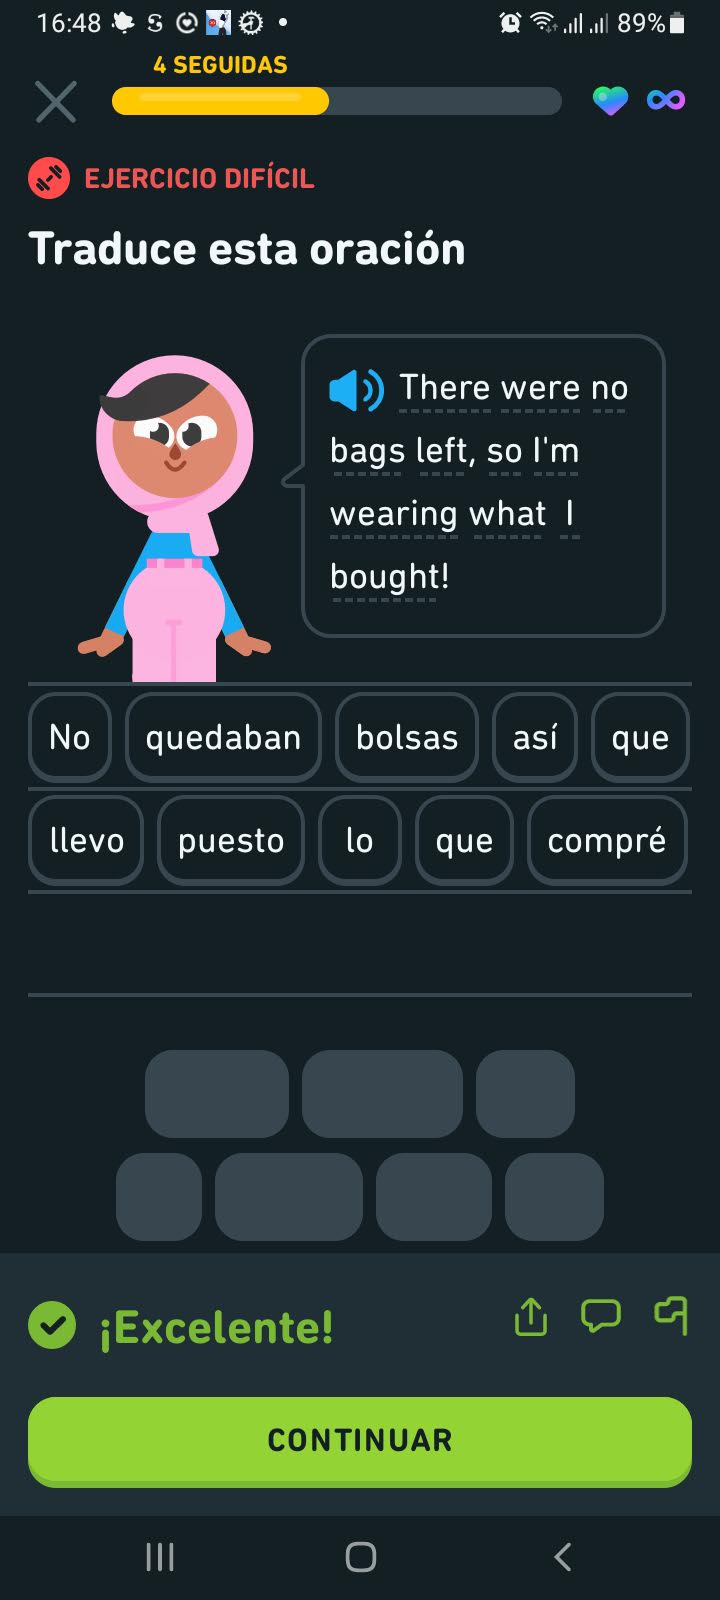 16:48 89%
4 SEGUIDAS
EJERCICIO DIFÍCIL
Traduce esta oración
There were no
bags left, so I'm
wearing what I
bought!
No quedaban bolsas así que
llevo puesto lo que compré
¡Excelente!
CONTINUAR